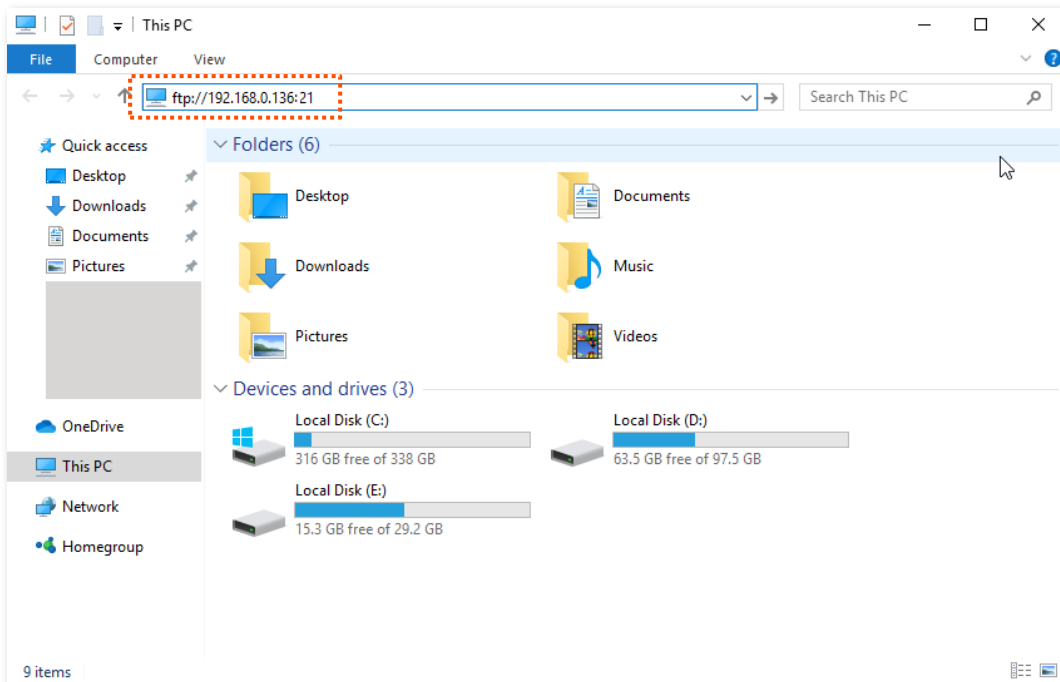 This PC
File Computer View
ftp://192.168.0.136:21 Search This PC
Quick access
Desktop
Downloads
Documents
Pictures
OneDrive
This PC
Network
Homegroup
Folders (6)
Desktop Documents
Downloads Music
Pictures Videos
Devices and drives (3)
Local Disk (C:) Local Disk (D:)
316 GB free of 338 GB 63.5 GB free of 97.5 GB
Local Disk (E:)
15.3 GB free of 29.2 GB
9 items